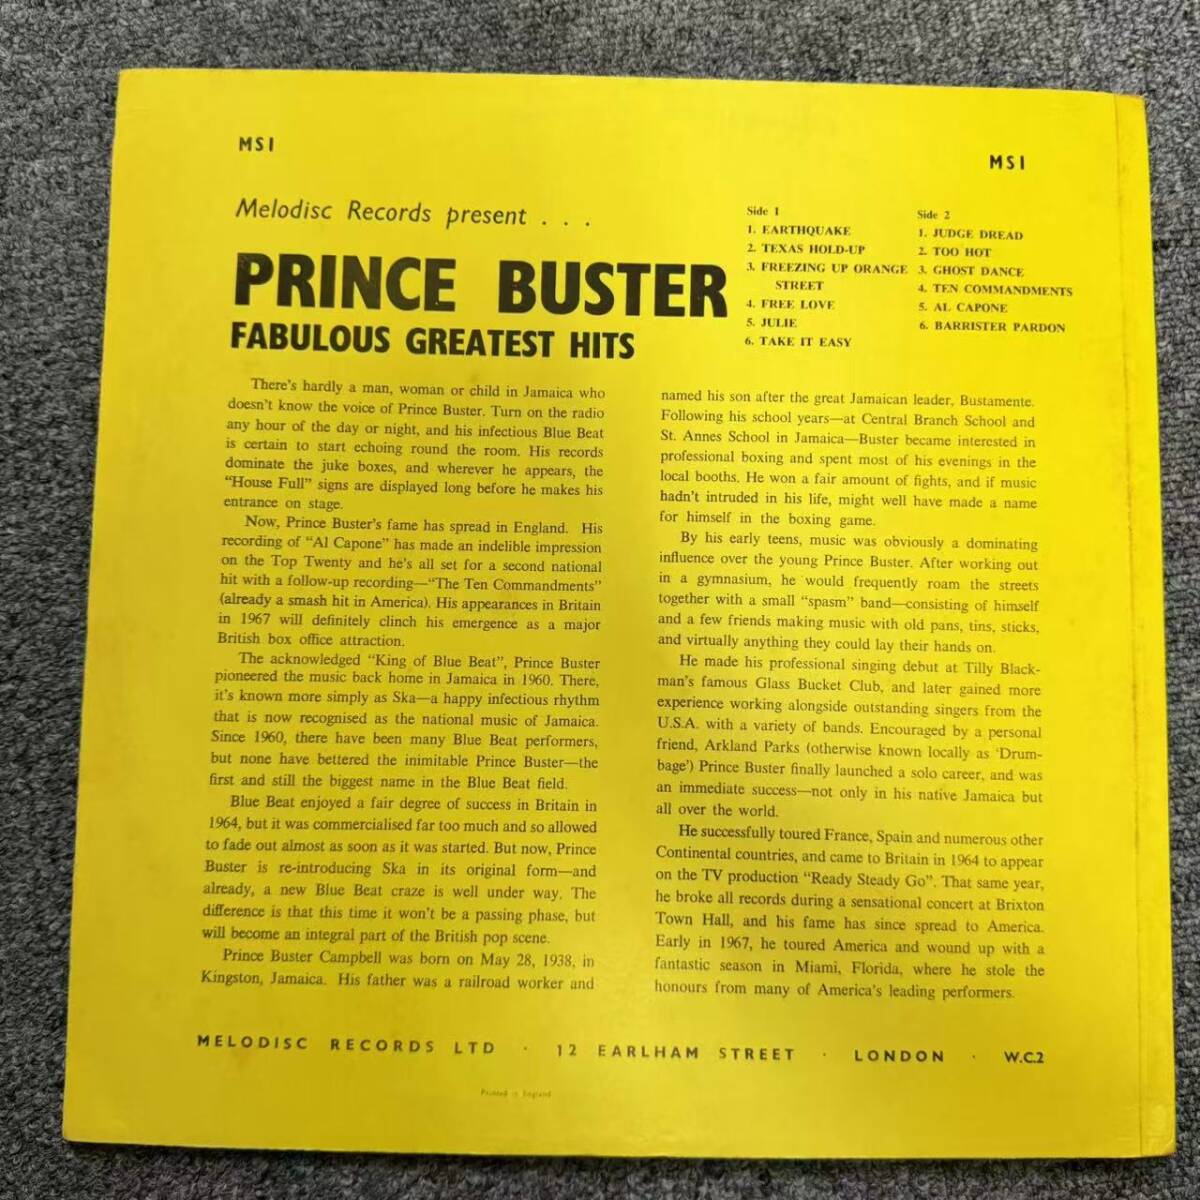 MS1
MS1
Melodisc Records present . . .
PRINCE BUSTER
FABULOUS GREATEST HITS
Side 1
1. EARTHQUAKE
2. TEXAS HOLD-UP
3. FREEZING UP ORANGE
STREET
4. FREE LOVE
5. JULIE
6. TAKE IT EASY
Side 2
1. JUDGE DREAD
2. TOO HOT
3. GHOST DANCE
4. TEN COMMANDMENTS
5. AL CAPONE
6. BARRISTER PARDON
There's hardly a man, woman or child in Jamaica who
doesn't know the voice of Prince Buster. Turn on the radio
any hour of the day or night, and his infectious Blue Beat
is certain to start echoing round the room. His records
dominate the juke boxes, and wherever he appears, the
"House Full" signs are displayed long before he makes his
entrance on stage.
Now, Prince Buster's fame has spread in England. His
recording of "Al Capone" has made an indelible impression
on the Top Twenty and he's all set for a second national
hit with a follow-up recording—"The Ten Commandments"
(already a smash hit in America). His appearances in Britain
in 1967 will definitely clinch his emergence as a major
British box office attraction.
The acknowledged "King of Blue Beat", Prince Buster
pioneered the music back home in Jamaica in 1960. There,
it's known more simply as Ska—a happy infectious rhythm
that is now recognised as the national music of Jamaica.
Since 1960, there have been many Blue Beat performers,
but none have bettered the inimitable Prince Buster—the
first and still the biggest name in the Blue Beat field.
Blue Beat enjoyed a fair degree of success in Britain in
1964, but it was commercialised far too much and so allowed
to fade out almost as soon as it was started. But now, Prince
Buster is re-introducing Ska in its original form—and
already, a new Blue Beat craze is well under way. The
difference is that this time it won't be a passing phase, but
will become an integral part of the British pop scene.
Prince Buster Campbell was born on May 28, 1938, in
Kingston, Jamaica. His father was a railroad worker and
named his son after the great Jamaican leader, Bustamente.
Following his school years—at Central Branch School and
St. Annes School in Jamaica—Buster became interested in
professional boxing and spent most of his evenings in the
local booths. He won a fair amount of fights, and if music
hadn't intruded in his life, might well have made a name
for himself in the boxing game.
By his early teens, music was obviously a dominating
influence over the young Prince Buster. After working out
in a gymnasium, he would frequently roam the streets
together with a small "spasm" band—consisting of himself
and a few friends making music with old pans, tins, sticks,
and virtually anything they could lay their hands on.
He made his professional singing debut at Tilly Black-
man's famous Glass Bucket Club, and later gained more
experience working alongside outstanding singers from the
U.S.A. with a variety of bands. Encouraged by a personal
friend, Arkland Parks (otherwise known locally as 'Drum-
bage') Prince Buster finally launched a solo career, and was
an immediate success—not only in his native Jamaica but
all over the world.
He successfully toured France, Spain and numerous other
Continental countries, and came to Britain in 1964 to appear
on the TV production "Ready Steady Go". That same year,
he broke all records during a sensational concert at Brixton
Town Hall, and his fame has since spread to America.
Early in 1967, he toured America and wound up with a
fantastic season in Miami, Florida, where he stole the
honours from many of America's leading performers.
MELODISC RECORDS LTD · 12 EARLHAM STREET · LONDON · W.C.2
Printed in England